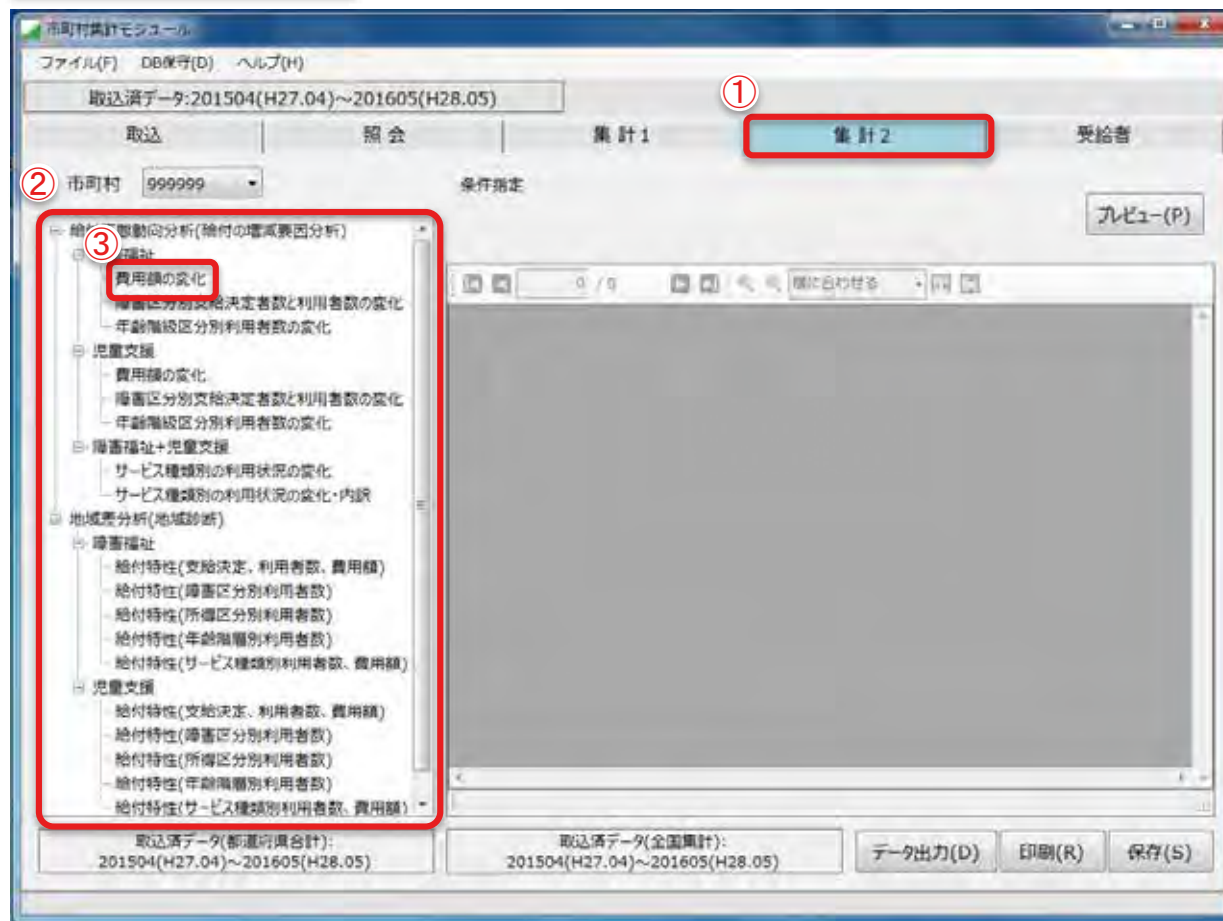 市町村集計モジュール
ファイル(F) DB保守(D) ヘルプ(H)
取込済データ:201504(H27.04)～201605(H28.05)
①
取込 照会 集計1 集計2 受給者
② 市町村 999999 条件指定
プレビュー(P)
給付実態動向分析(給付の増減要因分析)
③
障害福祉
費用額の変化
0 / 0 幅に合わせる
障害区分別支給決定者数と利用者数の変化
年齢階級区分別利用者数の変化
児童支援
費用額の変化
障害区分別支給決定者数と利用者数の変化
年齢階級区分別利用者数の変化
障害福祉+児童支援
サービス種類別の利用状況の変化
サービス種類別の利用状況の変化・内訳
地域差分析(地域診断)
障害福祉
給付特性(支給決定、利用者数、費用額)
給付特性(障害区分別利用者数)
給付特性(所得区分別利用者数)
給付特性(年齢階層別利用者数)
給付特性(サービス種類別利用者数、費用額)
児童支援
給付特性(支給決定、利用者数、費用額)
給付特性(障害区分別利用者数)
給付特性(所得区分別利用者数)
給付特性(年齢階層別利用者数)
給付特性(サービス種類別利用者数、費用額)
取込済データ(都道府県合計):
201504(H27.04)～201605(H28.05)
取込済データ(全国集計):
201504(H27.04)～201605(H28.05)
データ出力(D) 印刷(R) 保存(S)